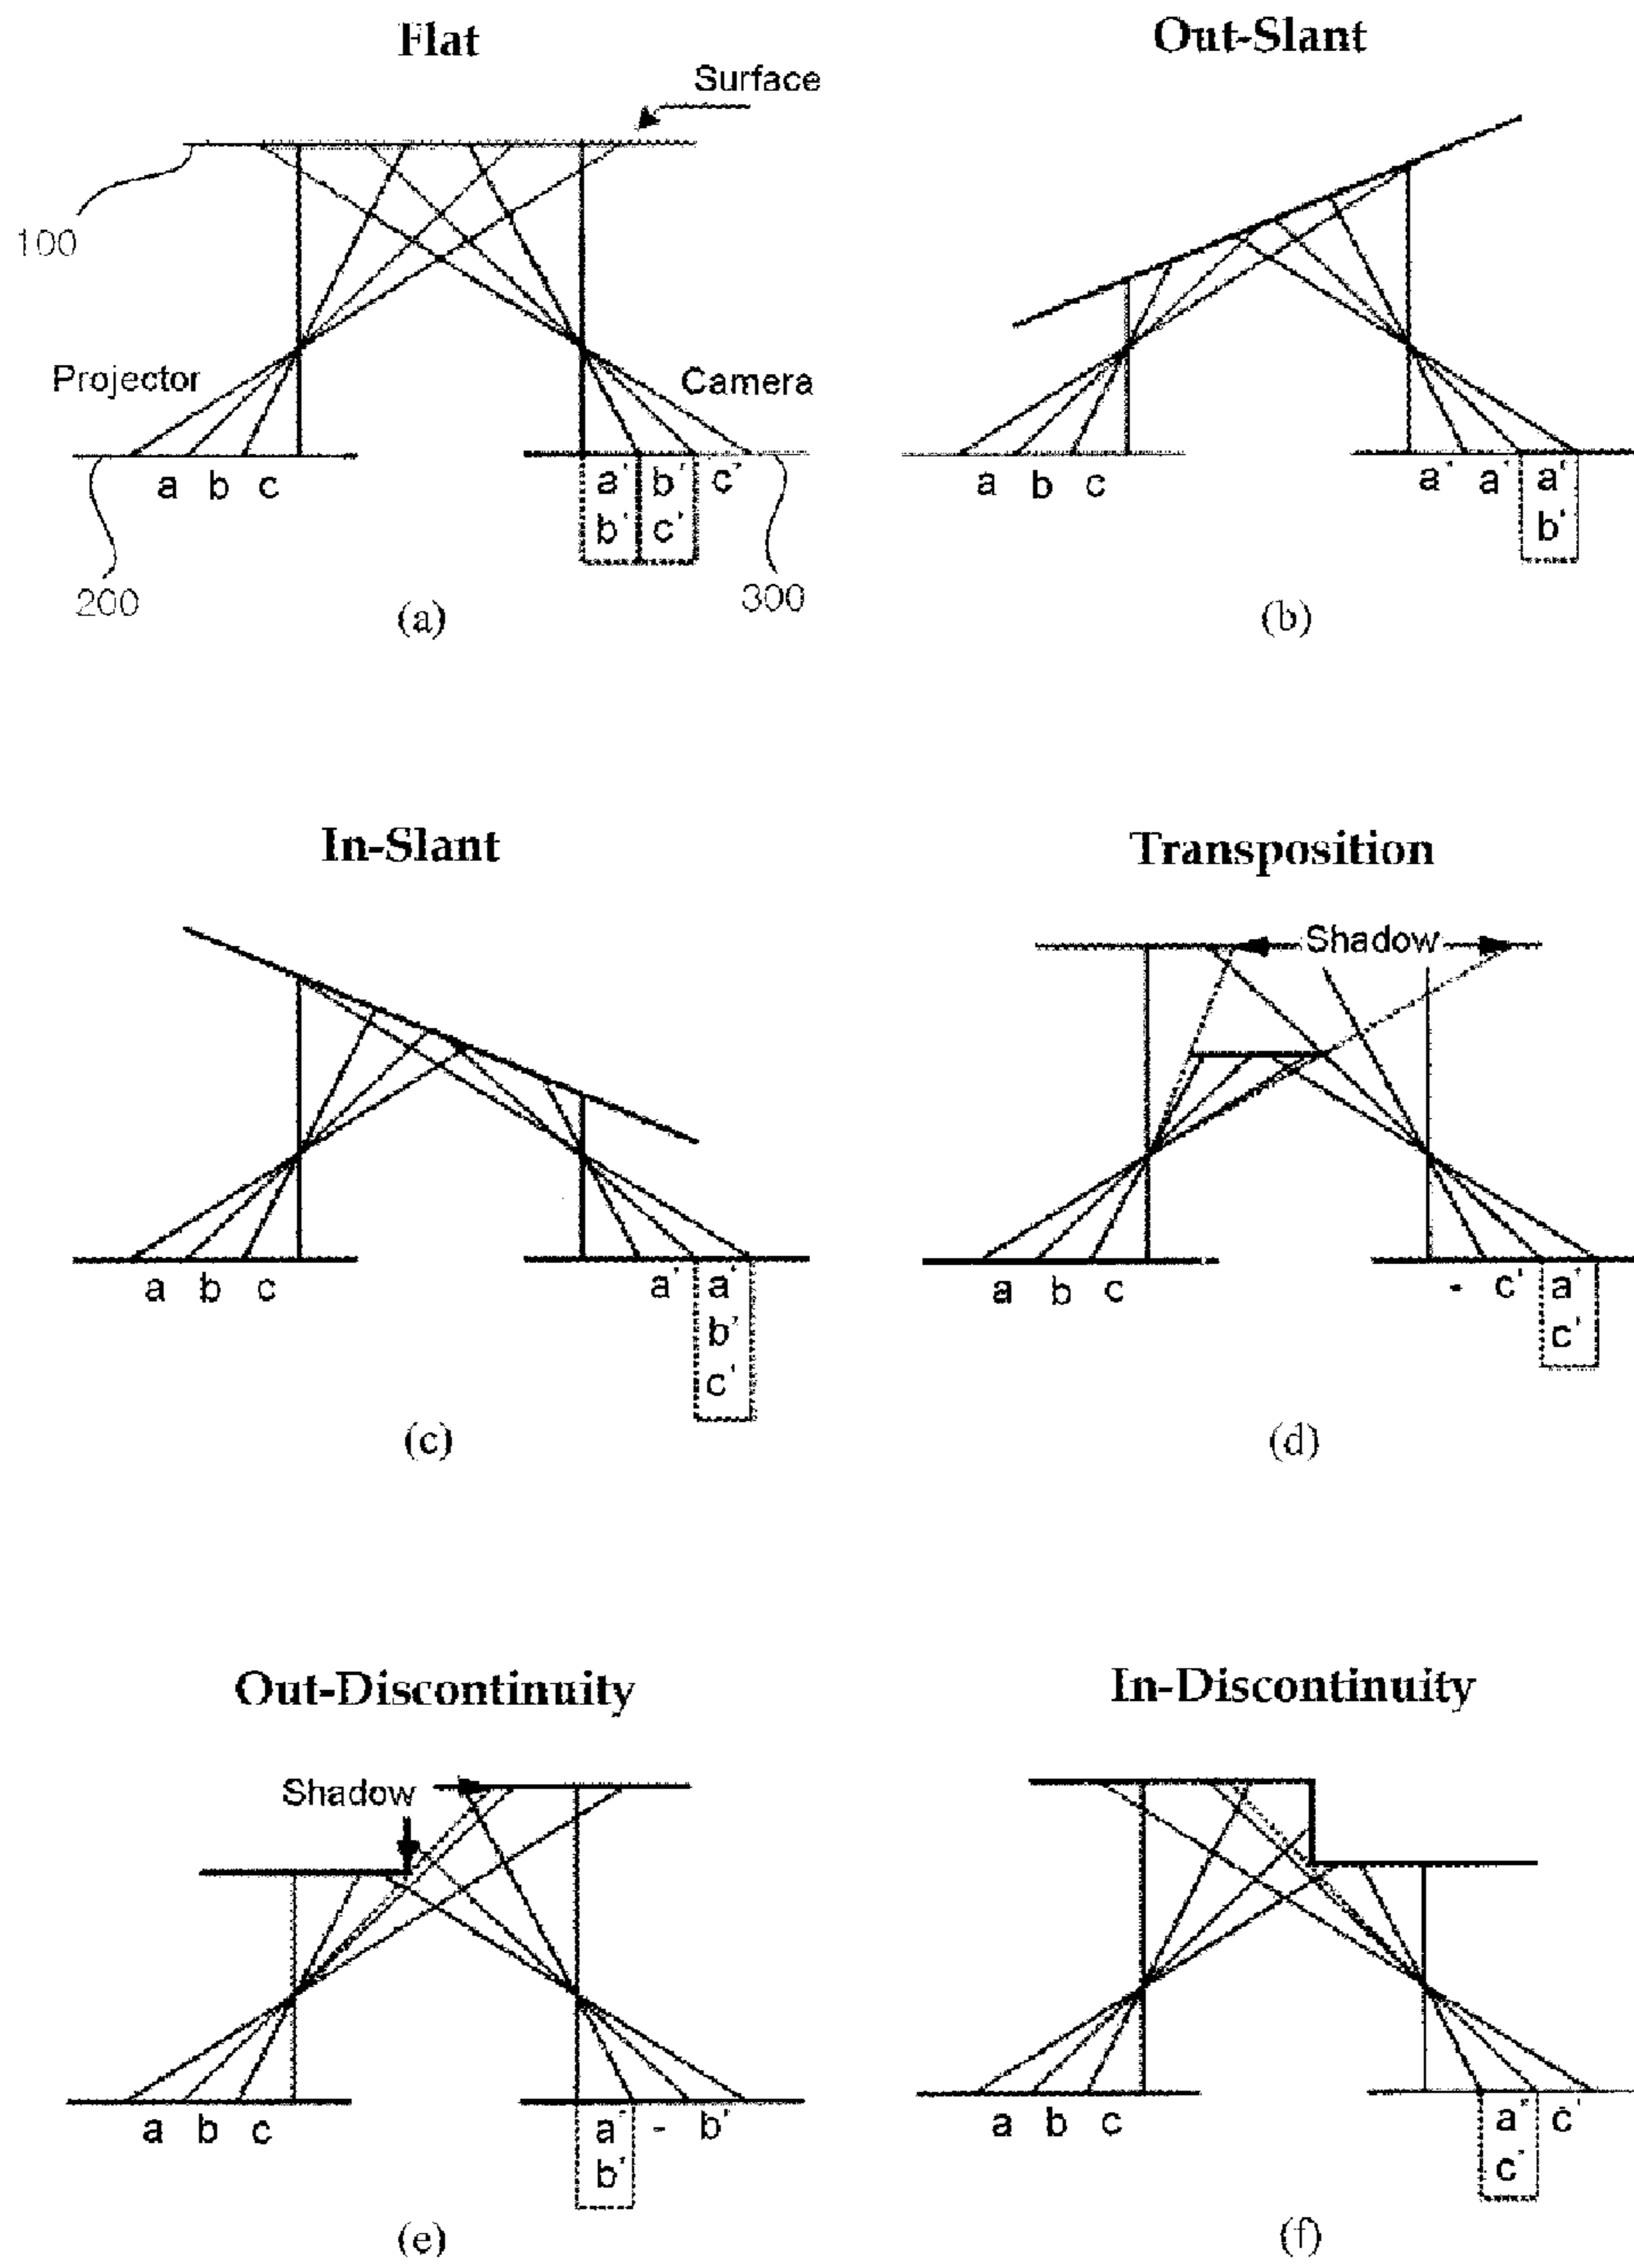 Flat
Surface
100
Projector
Camera
a b c
a' b' c'
b' c'
200
300
(a)
Out-Slant
a b c
a' a' a'
b'
(b)
In-Slant
a b c
a' a'
b'
c'
(c)
Transposition
Shadow
a b c
- c' a'
c'
(d)
Out-Discontinuity
Shadow
a b c
a' - b'
b'
(e)
In-Discontinuity
a b c
a' c'
c'
(f)